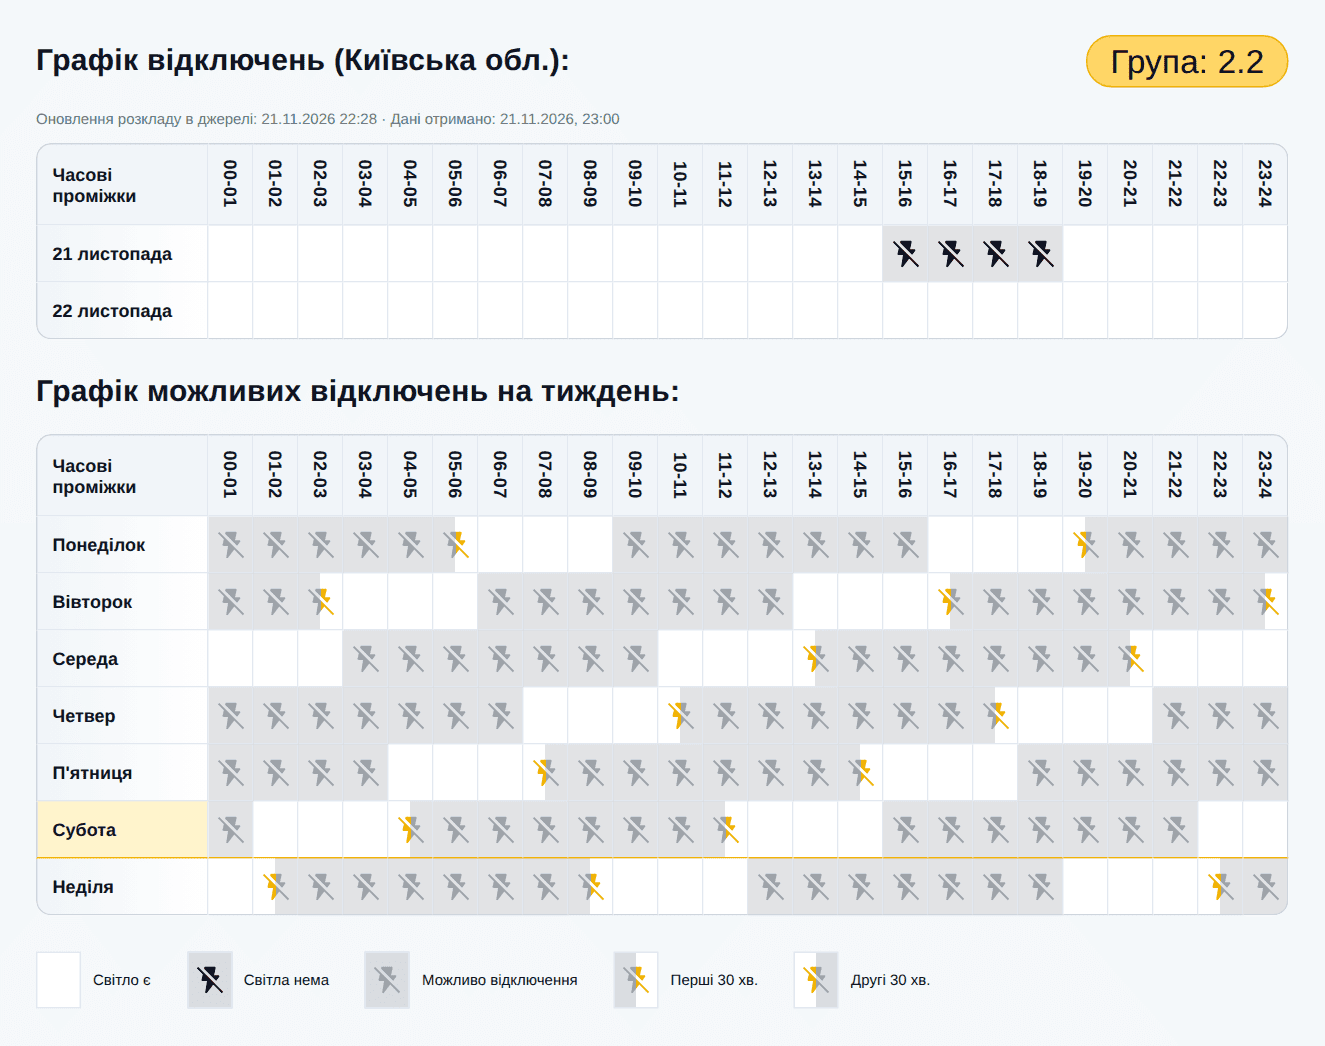 Графік відключень (Київська обл.):
Група: 2.2
Оновлення розкладу в джерелі: 21.11.2026 22:28 · Дані отримано: 21.11.2026, 23:00
Часові проміжки 00-01 01-02 02-03 03-04 04-05 05-06 06-07 07-08 08-09 09-10 10-11 11-12 12-13 13-14 14-15 15-16 16-17 17-18 18-19 19-20 20-21 21-22 22-23 23-24
21 листопада
22 листопада
Графік можливих відключень на тиждень:
Часові проміжки 00-01 01-02 02-03 03-04 04-05 05-06 06-07 07-08 08-09 09-10 10-11 11-12 12-13 13-14 14-15 15-16 16-17 17-18 18-19 19-20 20-21 21-22 22-23 23-24
Понеділок
Вівторок
Середа
Четвер
П'ятниця
Субота
Неділя
Світло є Світла нема Можливо відключення Перші 30 хв. Другі 30 хв.